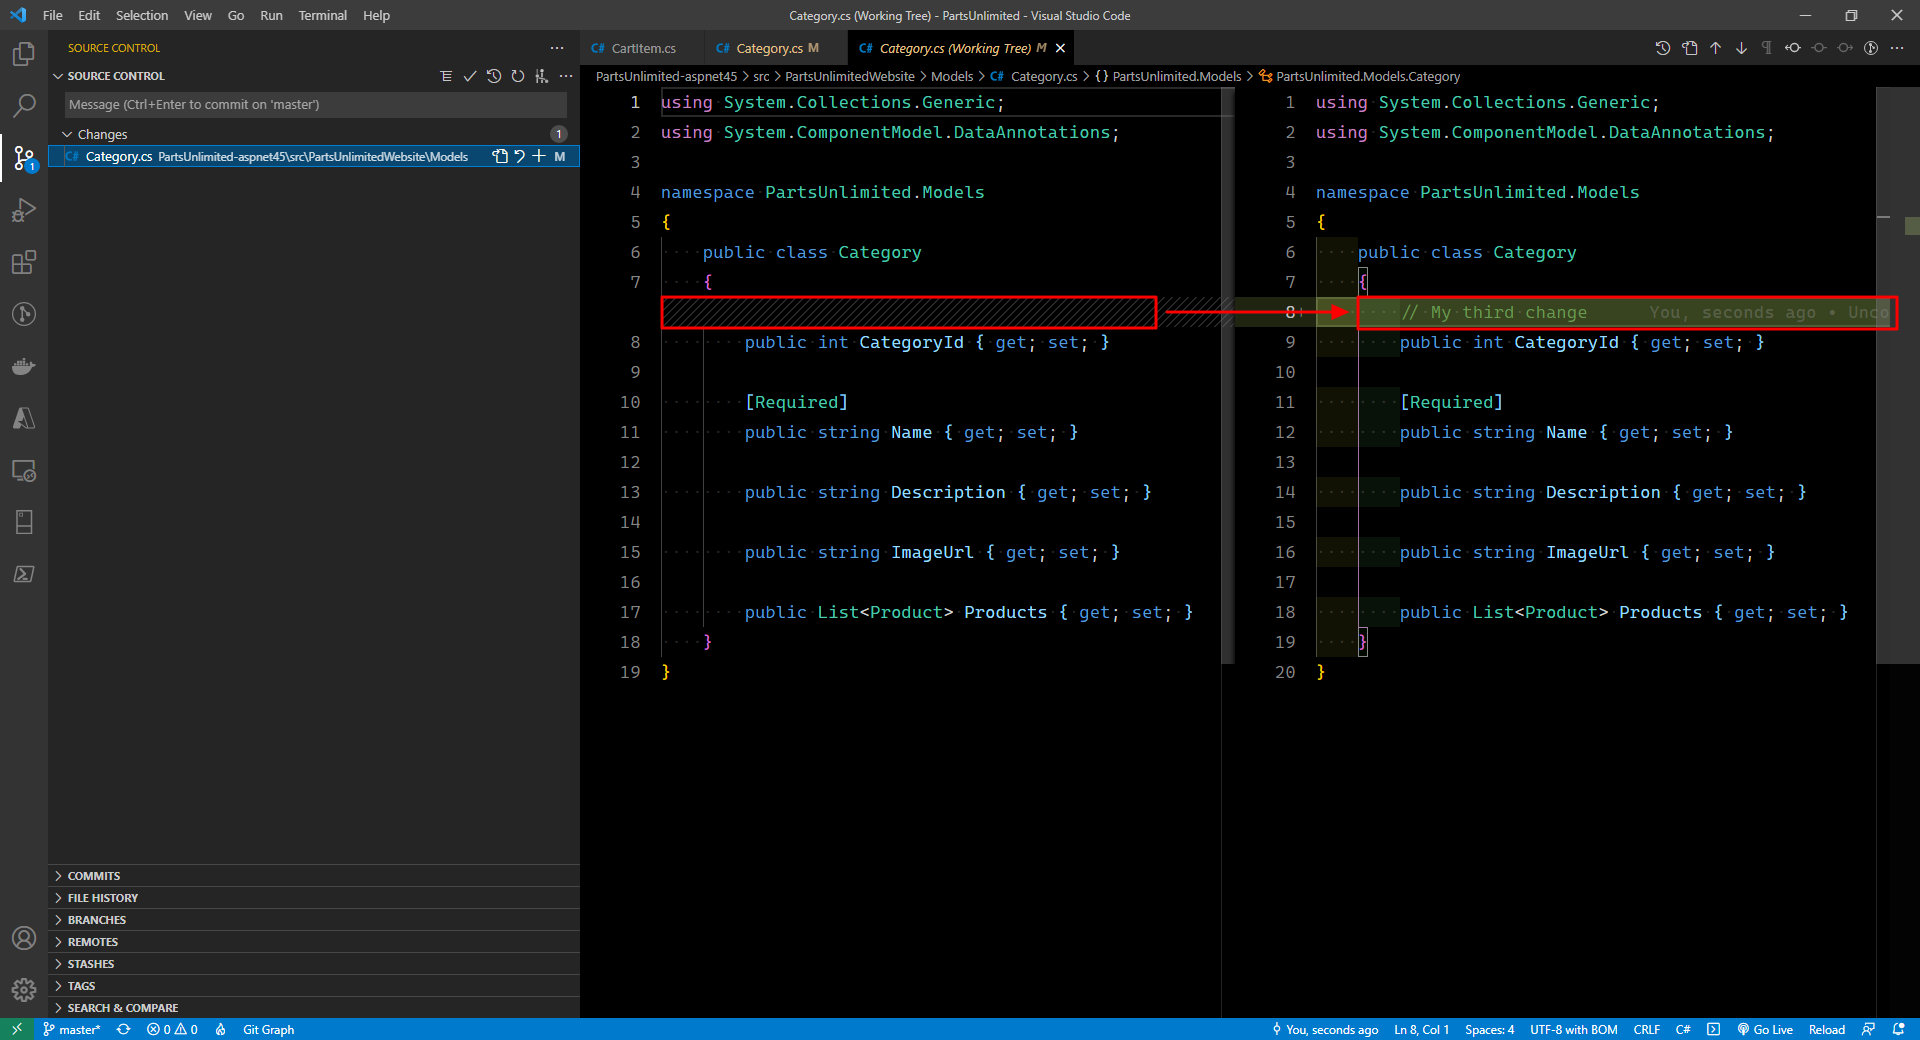 File Edit Selection View Go Run Terminal Help
Category.cs (Working Tree) - PartsUnlimited - Visual Studio Code
SOURCE CONTROL
SOURCE CONTROL
Message (Ctrl+Enter to commit on 'master')
Changes 1
C# Category.cs PartsUnlimited-aspnet45\src\PartsUnlimitedWebsite\Models M
1
COMMITS
FILE HISTORY
BRANCHES
REMOTES
STASHES
TAGS
SEARCH & COMPARE
C# CartItem.cs C# Category.cs M C# Category.cs (Working Tree) M
PartsUnlimited-aspnet45 > src > PartsUnlimitedWebsite > Models > C# Category.cs > {} PartsUnlimited.Models > PartsUnlimited.Models.Category
1 using System.Collections.Generic;
2 using System.ComponentModel.DataAnnotations;
3
4 namespace PartsUnlimited.Models
5 {
6 public class Category
7 {
8 public int CategoryId { get; set; }
9
10 [Required]
11 public string Name { get; set; }
12
13 public string Description { get; set; }
14
15 public string ImageUrl { get; set; }
16
17 public List<Product> Products { get; set; }
18 }
19 }
1 using System.Collections.Generic;
2 using System.ComponentModel.DataAnnotations;
3
4 namespace PartsUnlimited.Models
5 {
6 public class Category
7 {
8 // My third change You, seconds ago • Unco
9 public int CategoryId { get; set; }
10
11 [Required]
12 public string Name { get; set; }
13
14 public string Description { get; set; }
15
16 public string ImageUrl { get; set; }
17
18 public List<Product> Products { get; set; }
19 }
20 }
master* 0 0 Git Graph You, seconds ago Ln 8, Col 1 Spaces: 4 UTF-8 with BOM CRLF C# Go Live Reload